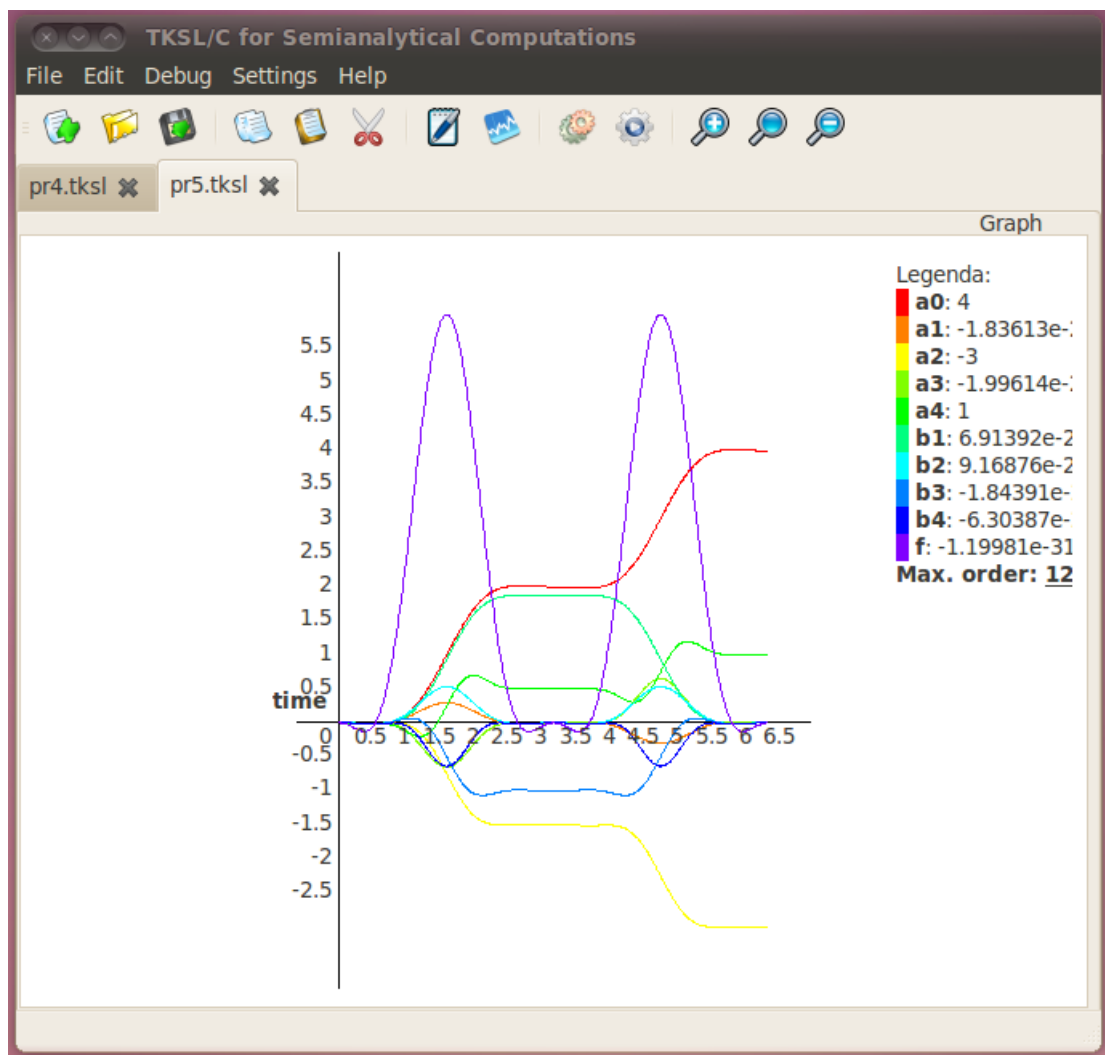 TKSL/C for Semianalytical Computations
File Edit Debug Settings Help
pr4.tksl pr5.tksl
Graph
Legenda:
a0: 4
a1: -1.83613e-
a2: -3
a3: -1.99614e-
a4: 1
b1: 6.91392e-2
b2: 9.16876e-2
b3: -1.84391e-
b4: -6.30387e-
f: -1.19981e-31
Max. order: 12
5.5
5
4.5
4
3.5
3
2.5
2
1.5
1
0.5
time
0 0.5 1 1.5 2 2.5 3 3.5 4 4.5 5 5.5 6 6.5
-0.5
-1
-1.5
-2
-2.5